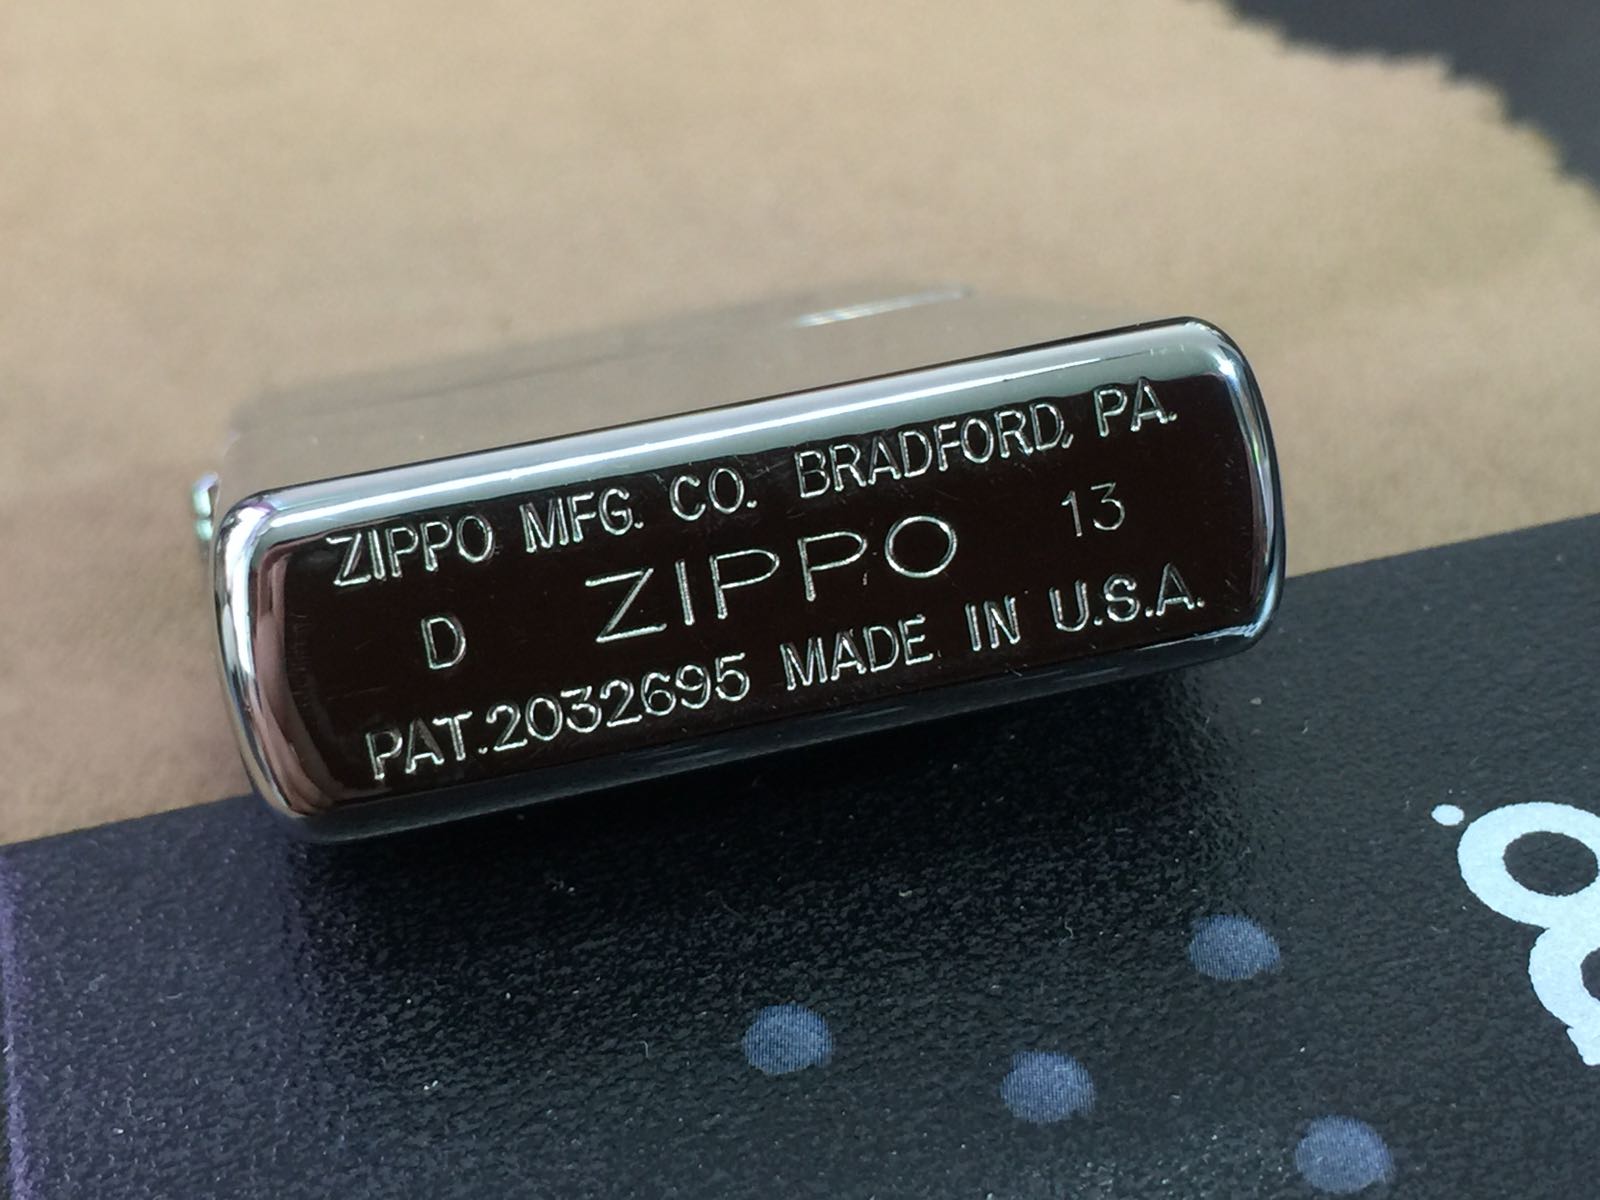 ZIPPO MFG. CO. BRADFORD, PA.
D ZIPPO 13
PAT.2032695 MADE IN U.S.A.